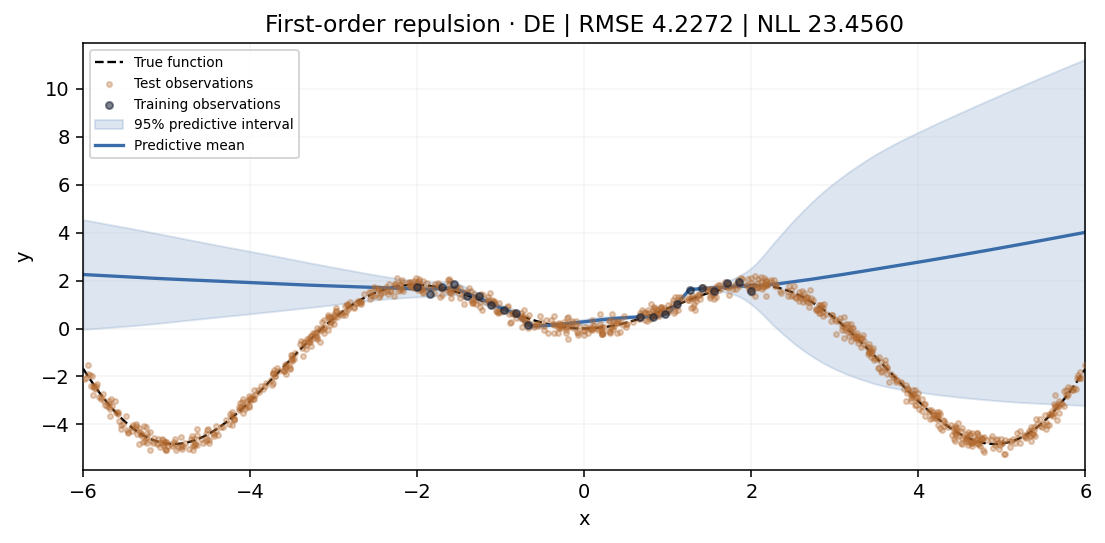 First-order repulsion · DE | RMSE 4.2272 | NLL 23.4560
True function
Test observations
Training observations
95% predictive interval
Predictive mean
y
10
8
6
4
2
0
−2
−4
−6
−4
−2
0
2
4
6
x